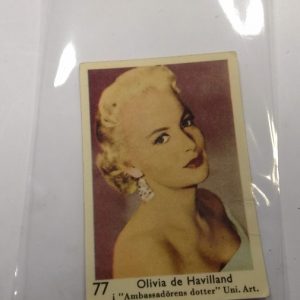 77 Olivia de Havilland
i "Ambassadörens dotter" Uni. Art.